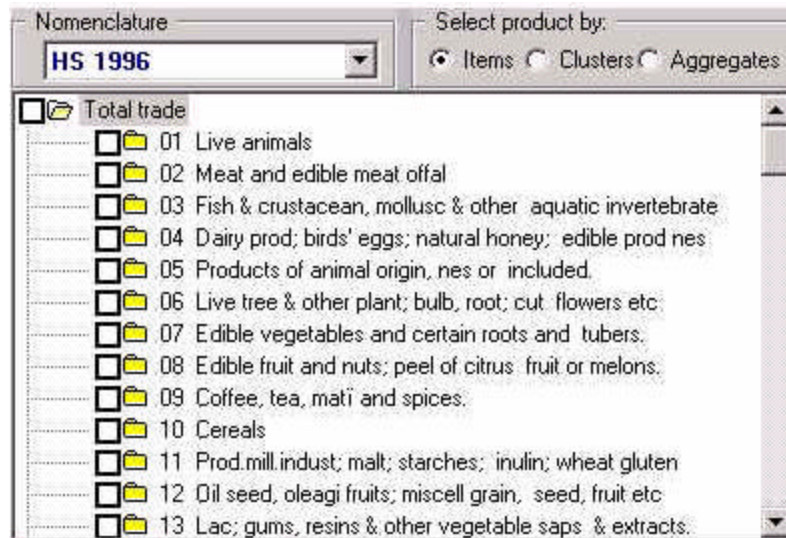 Nomenclature
Select product by:
HS 1996
Items Clusters Aggregates
Total trade
01 Live animals
02 Meat and edible meat offal
03 Fish & crustacean, mollusc & other aquatic invertebrate
04 Dairy prod; birds' eggs; natural honey; edible prod nes
05 Products of animal origin, nes or included.
06 Live tree & other plant; bulb, root; cut flowers etc
07 Edible vegetables and certain roots and tubers.
08 Edible fruit and nuts; peel of citrus fruit or melons.
09 Coffee, tea, matï and spices.
10 Cereals
11 Prod.mill.indust; malt; starches; inulin; wheat gluten
12 Oil seed, oleagi fruits; miscell grain, seed, fruit etc
13 Lac; gums, resins & other vegetable saps & extracts.